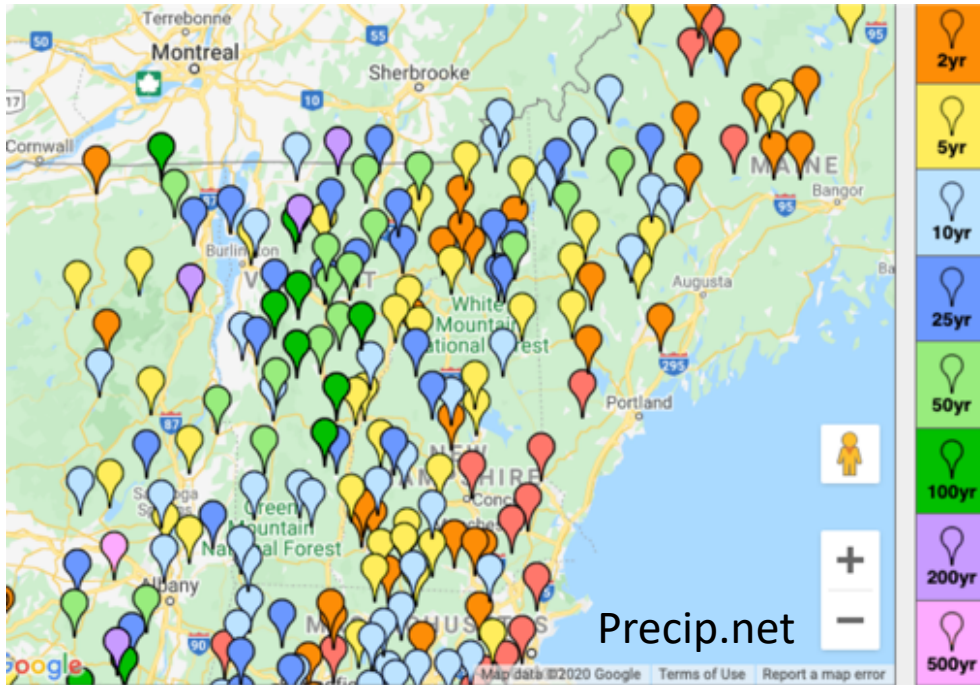 Terrebonne
50
Montreal
55
Sherbrooke
95
2yr
17
10
5yr
Cornwall
MAINE
Bangor
95
10yr
Burlington
Augusta
25yr
White
Mountain
National Forest
295
50yr
Portland
87
NEW
HAMPSHIRE
100yr
Green
Mountain
National Forest
Albany
200yr
90
MASSACHUSETTS
Precip.net
500yr
Google
Map data ©2020 Google
Terms of Use
Report a map error